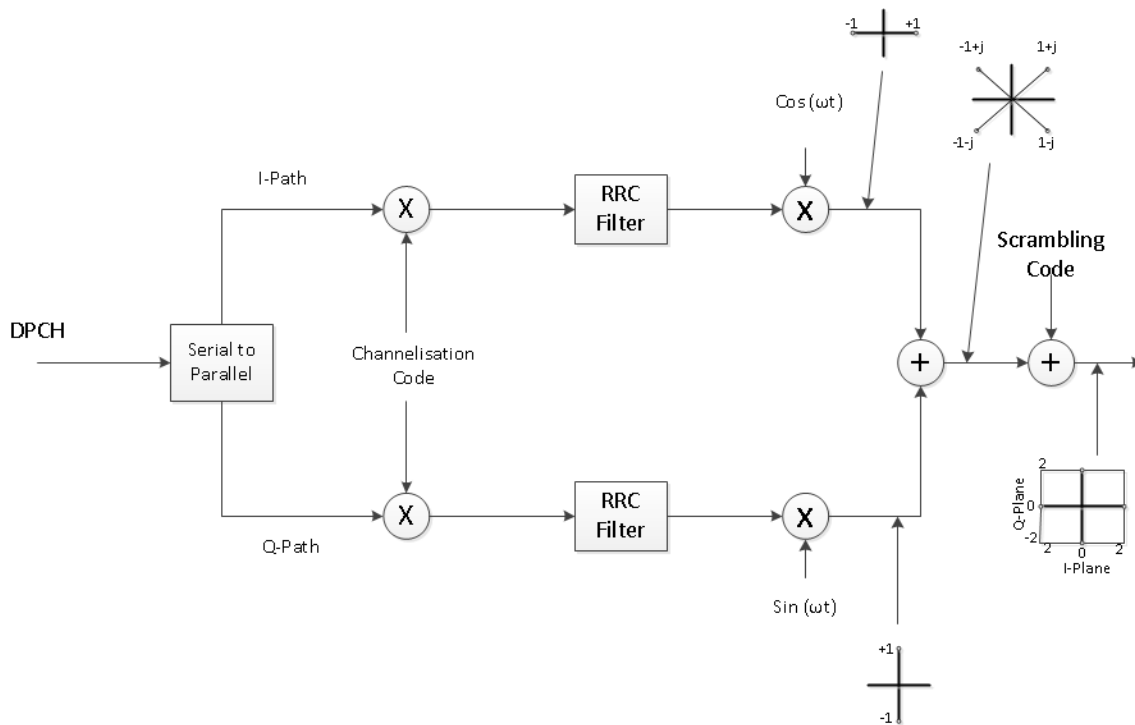 -1 +1
-1+j 1+j
-1-j 1-j
Cos (ωt)
I-Path
X
RRC
Filter
X
Scrambling
Code
DPCH
Serial to
Parallel
Channelisation
Code
+
+
X
RRC
Filter
X
Q-Path
Sin (ωt)
2
0
-2
Q-Plane
2 0 2
I-Plane
+1
-1